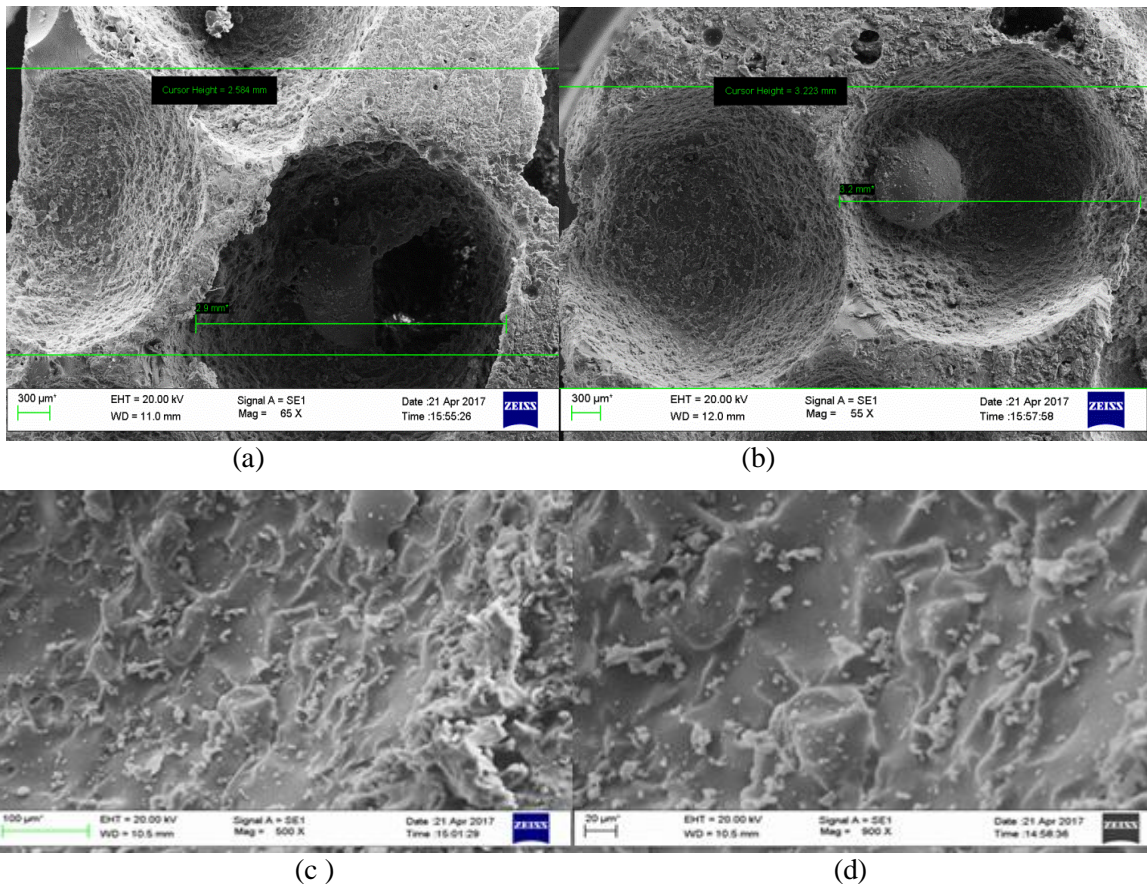 Cursor Height = 2.564 mm
2.9 mm*
300 µm*
EHT = 20.00 kV
WD = 11.0 mm
Signal A = SE1
Mag = 65 X
Date :21 Apr 2017
Time :15:55:26
ZEISS
(a)
Cursor Height = 3.223 mm
3.2 mm*
300 µm*
EHT = 20.00 kV
WD = 12.0 mm
Signal A = SE1
Mag = 55 X
Date :21 Apr 2017
Time :15:57:58
ZEISS
(b)
100 µm*
EHT = 20.00 kV
WD = 10.5 mm
Signal A = SE1
Mag = 500 X
Date :21 Apr 2017
Time :15:01:29
ZEISS
(c )
20 µm*
EHT = 20.00 kV
WD = 10.5 mm
Signal A = SE1
Mag = 900 X
Date :21 Apr 2017
Time :14:58:36
ZEISS
(d)